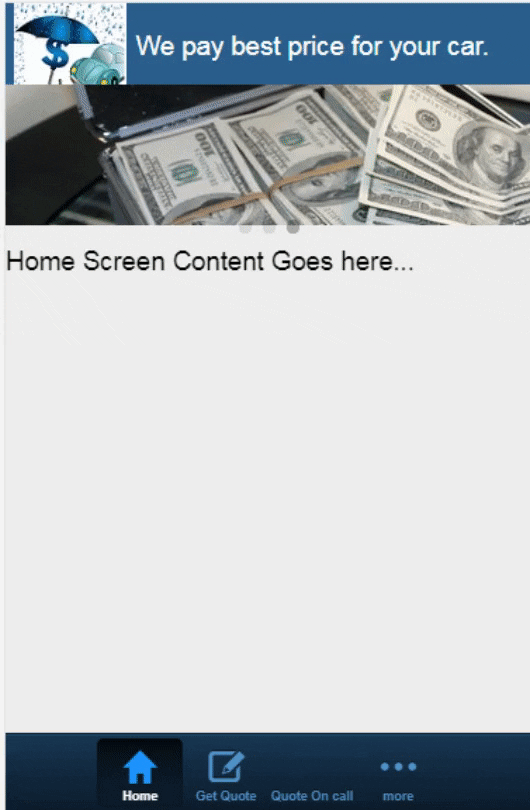 We pay best price for your car.
Home Screen Content Goes here...
Home
Get Quote
Quote On call
more